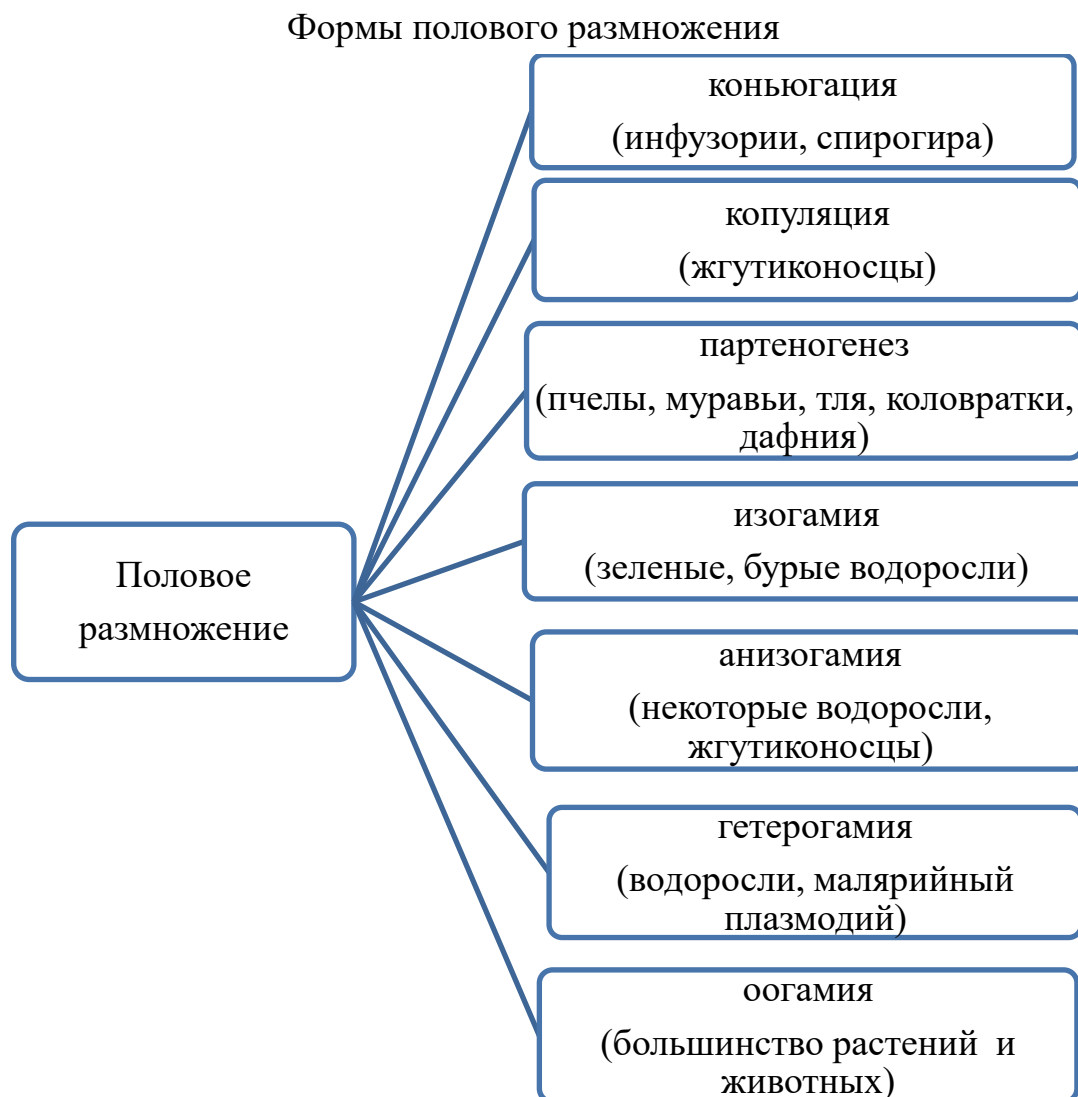 Формы полового размножения
коньюгация
(инфузории, спирогира)
копуляция
(жгутиконосцы)
партеногенез
(пчелы, муравьи, тля, коловратки,
дафния)
изогамия
(зеленые, бурые водоросли)
Половое
размножение
анизогамия
(некоторые водоросли,
жгутиконосцы)
гетерогамия
(водоросли, малярийный
плазмодий)
оогамия
(большинство растений и
животных)